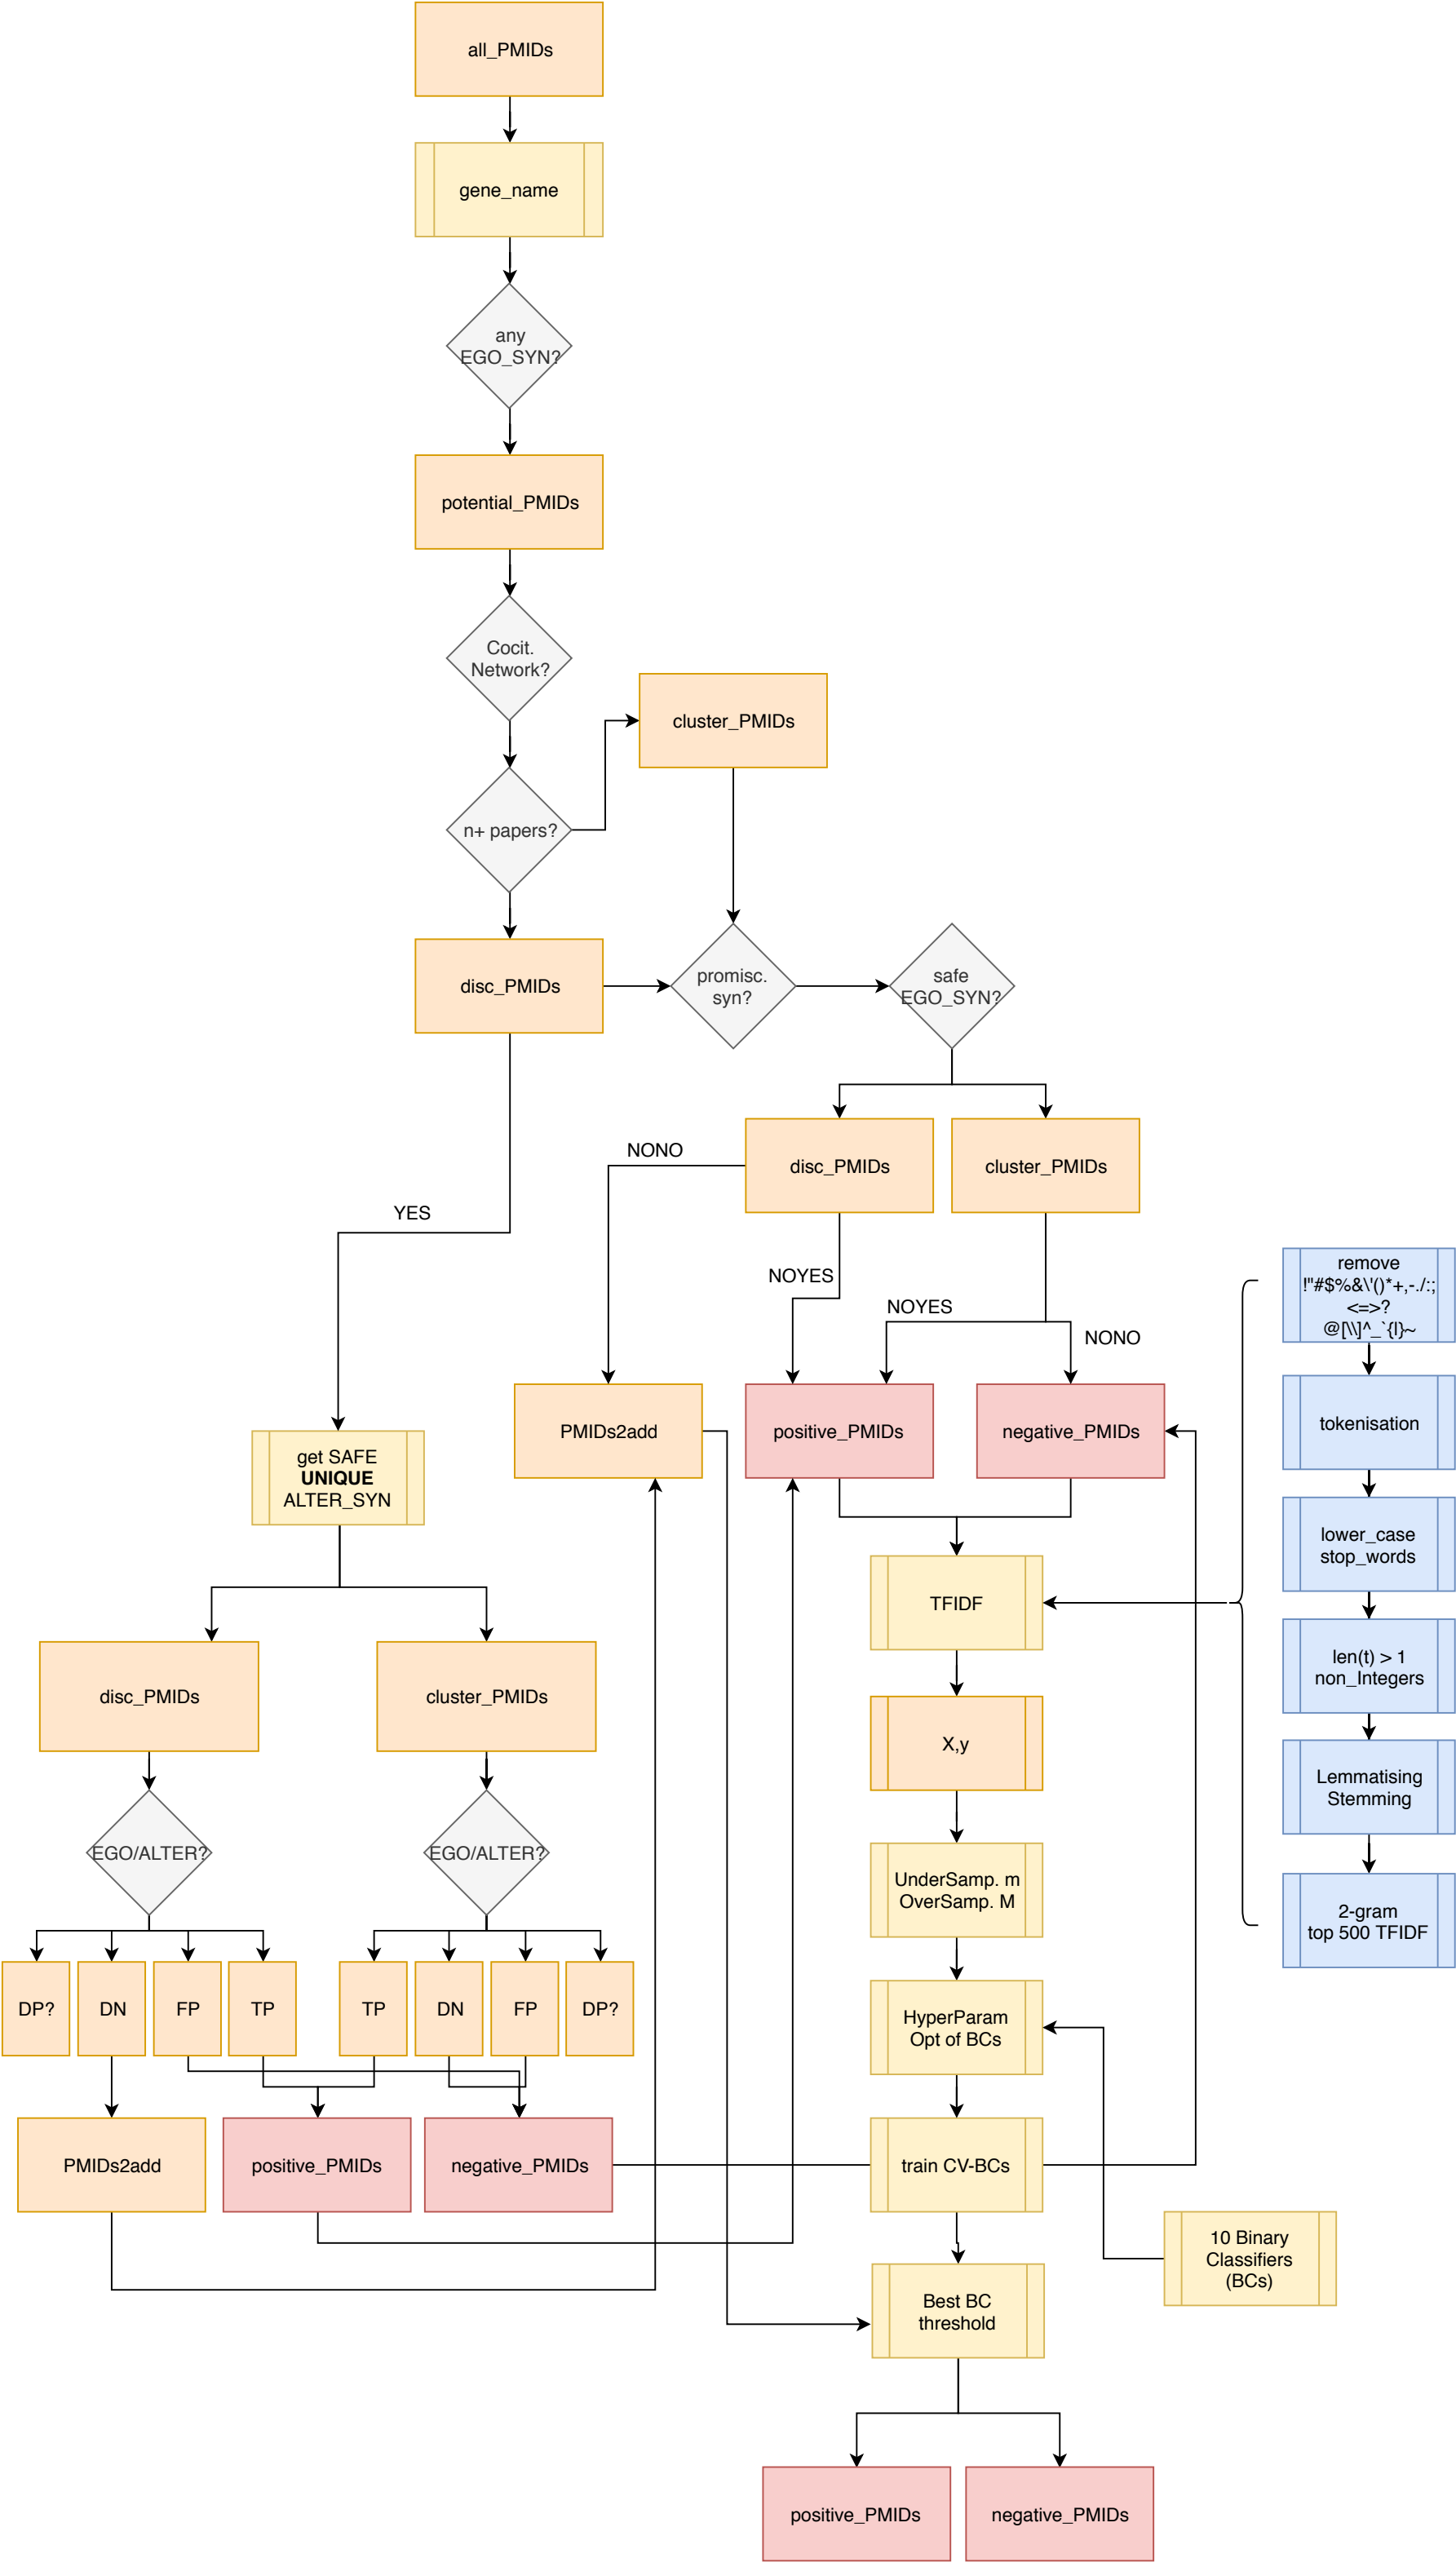 all_PMIDs
gene_name
any
EGO_SYN?
potential_PMIDs
Cocit.
Network?
cluster_PMIDs
n+ papers?
disc_PMIDs
promisc.
syn?
safe
EGO_SYN?
NONO
disc_PMIDs
cluster_PMIDs
YES
NOYES
NOYES
NONO
remove
!"#$%&\'()*+,-./:;
<=>?
@[\\]^_`{|}~
PMIDs2add
positive_PMIDs
negative_PMIDs
tokenisation
get SAFE
UNIQUE
ALTER_SYN
lower_case
stop_words
TFIDF
len(t) > 1
non_Integers
disc_PMIDs
cluster_PMIDs
X,y
Lemmatising
Stemming
EGO/ALTER?
EGO/ALTER?
UnderSamp. m
OverSamp. M
2-gram
top 500 TFIDF
DP?
DN
FP
TP
TP
DN
FP
DP?
HyperParam
Opt of BCs
PMIDs2add
positive_PMIDs
negative_PMIDs
train CV-BCs
10 Binary
Classifiers
(BCs)
Best BC
threshold
positive_PMIDs
negative_PMIDs